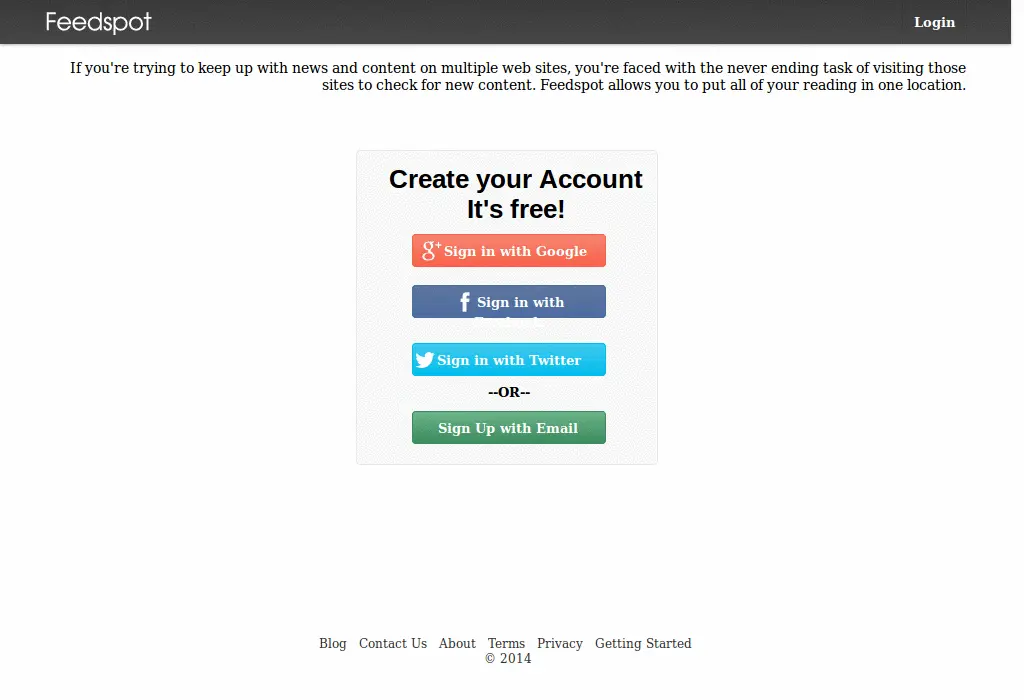 Feedspot
Login
If you're trying to keep up with news and content on multiple web sites, you're faced with the never ending task of visiting those
sites to check for new content. Feedspot allows you to put all of your reading in one location.
Create your Account
It's free!
Sign in with Google
Sign in with
Sign in with Twitter
--OR--
Sign Up with Email
Blog Contact Us About Terms Privacy Getting Started
© 2014